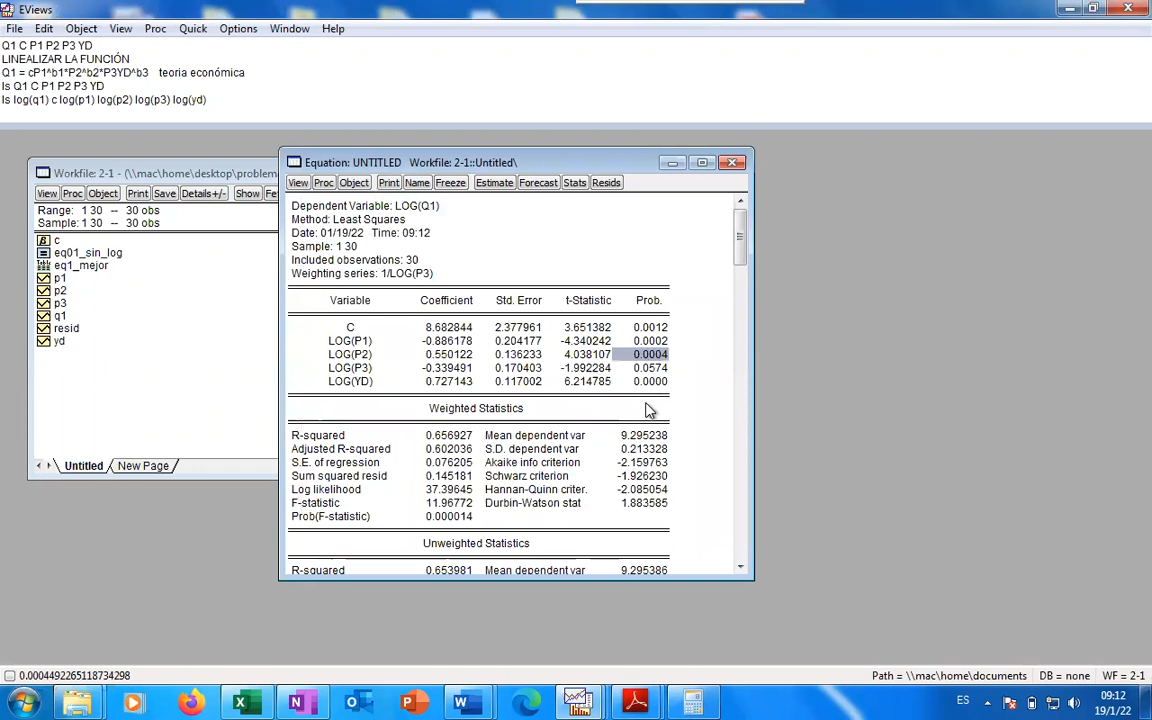 EViews
File Edit Object View Proc Quick Options Window Help
Q1 C P1 P2 P3 YD
LINEALIZAR LA FUNCIÓN
Q1 = cP1^b1*P2^b2*P3YD^b3 teoria económica
ls Q1 C P1 P2 P3 YD
ls log(q1) c log(p1) log(p2) log(p3) log(yd)
Workfile: 2-1 - (\\mac\home\desktop\problema
View Proc Object Print Save Details+/- Show Fe
Range: 1 30 -- 30 obs
Sample: 1 30 -- 30 obs
c
eq01_sin_log
eq1_mejor
p1
p2
p3
q1
resid
yd
Untitled New Page
Equation: UNTITLED Workfile: 2-1::Untitled\
View Proc Object Print Name Freeze Estimate Forecast Stats Resids
Dependent Variable: LOG(Q1)
Method: Least Squares
Date: 01/19/22 Time: 09:12
Sample: 1 30
Included observations: 30
Weighting series: 1/LOG(P3)
Variable Coefficient Std. Error t-Statistic Prob.
C 8.682844 2.377961 3.651382 0.0012
LOG(P1) -0.886178 0.204177 -4.340242 0.0002
LOG(P2) 0.550122 0.136233 4.038107 0.0004
LOG(P3) -0.339491 0.170403 -1.992284 0.0574
LOG(YD) 0.727143 0.117002 6.214785 0.0000
Weighted Statistics
R-squared 0.656927 Mean dependent var 9.295238
Adjusted R-squared 0.602036 S.D. dependent var 0.213328
S.E. of regression 0.076205 Akaike info criterion -2.159763
Sum squared resid 0.145181 Schwarz criterion -1.926230
Log likelihood 37.39645 Hannan-Quinn criter. -2.085054
F-statistic 11.96772 Durbin-Watson stat 1.883585
Prob(F-statistic) 0.000014
Unweighted Statistics
R-squared 0.653981 Mean dependent var 9.295386
0.0004492265118734298
Path = \\mac\home\documents DB = none WF = 2-1
ES
09:12
19/1/22